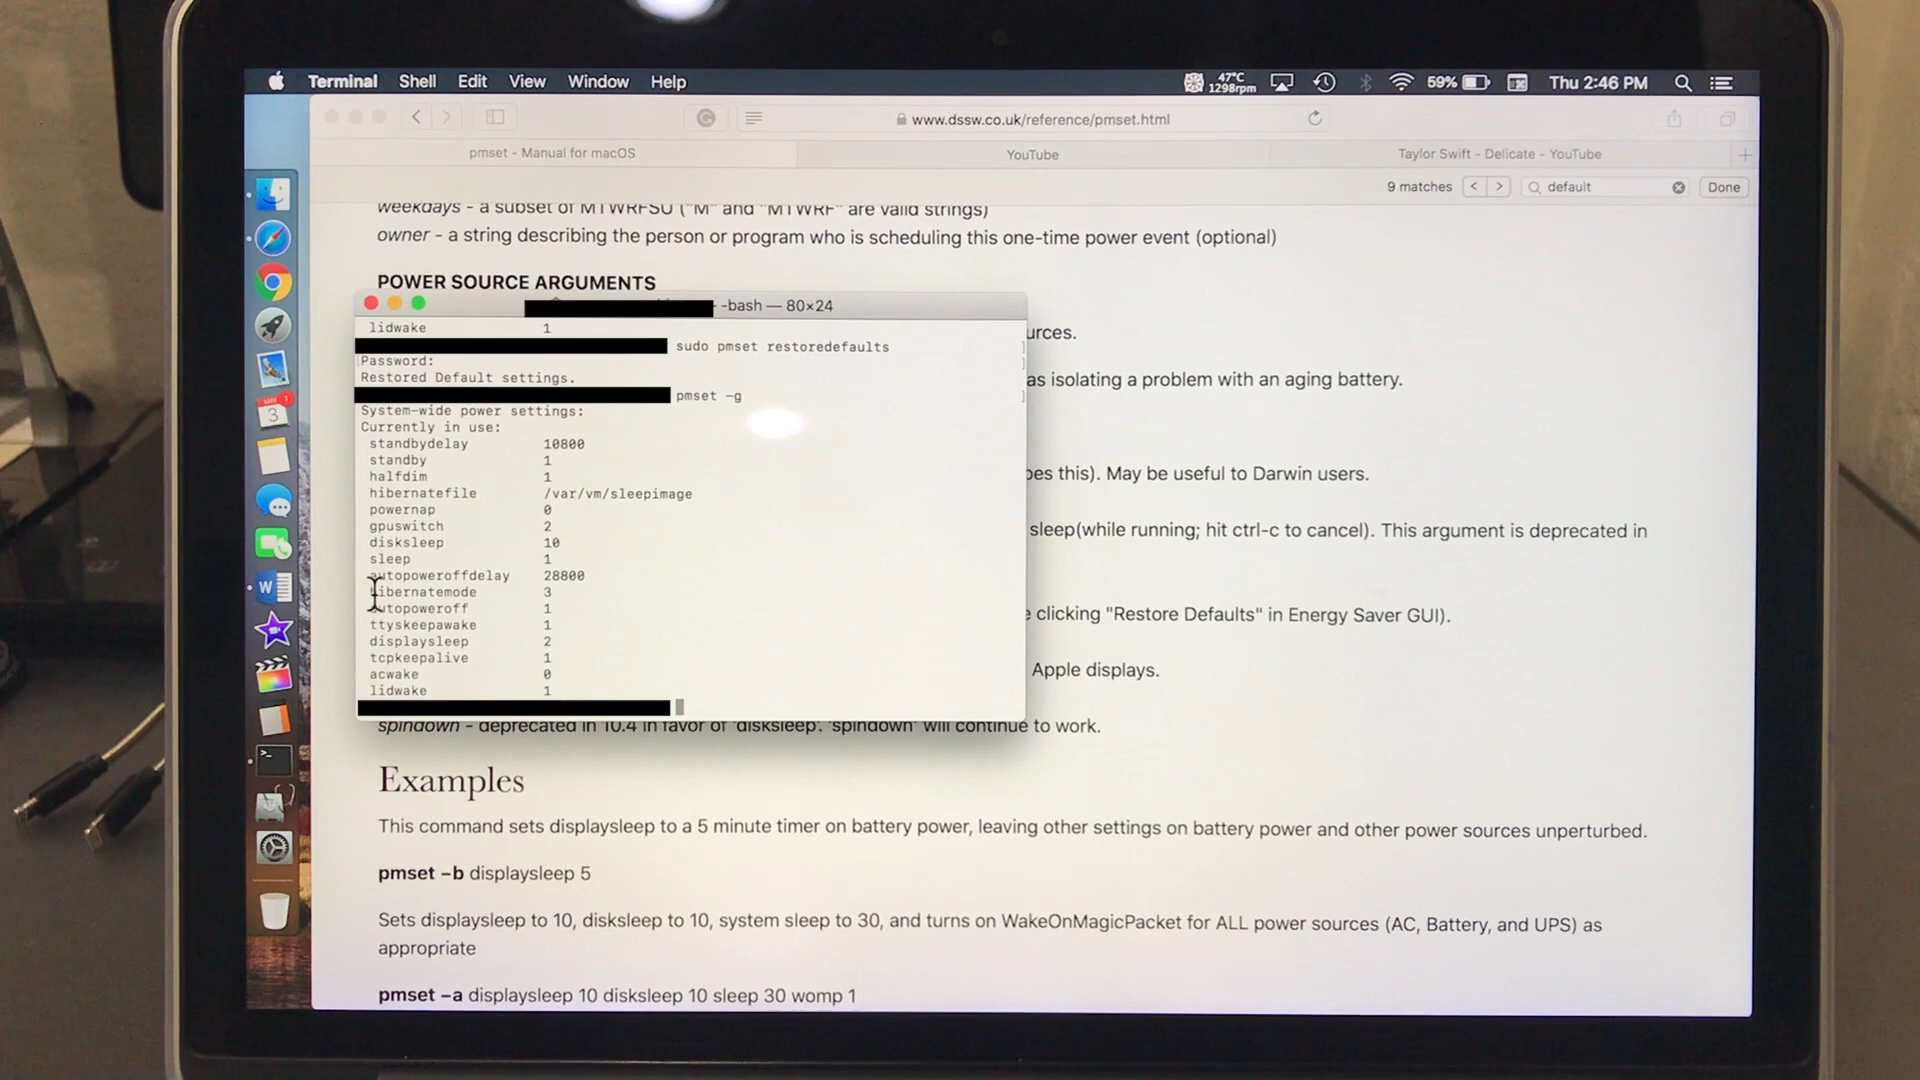 Terminal Shell Edit View Window Help 47°C 1298rpm 59% Thu 2:46 PM
www.dssw.co.uk/reference/pmset.html
pmset - Manual for macOS YouTube Taylor Swift - Delicate - YouTube
9 matches default Done
weekdays - a subset of MTWRFSU ("M" and "MTWRF" are valid strings)
owner - a string describing the person or program who is scheduling this one-time power event (optional)
POWER SOURCE ARGUMENTS
-bash — 80×24
lidwake 1
sudo pmset restoredefaults
Password:
Restored Default settings.
pmset -g
System-wide power settings:
Currently in use:
standbydelay 10800
standby 1
halfdim 1
hibernatefile /var/vm/sleepimage
powernap 0
gpuswitch 2
disksleep 10
sleep 1
autopoweroffdelay 28800
hibernatemode 3
autopoweroff 1
ttyskeepawake 1
displaysleep 2
tcpkeepalive 1
acwake 0
lidwake 1
urces.
as isolating a problem with an aging battery.
oes this). May be useful to Darwin users.
sleep(while running; hit ctrl-c to cancel). This argument is deprecated in
e clicking "Restore Defaults" in Energy Saver GUI).
Apple displays.
spindown - deprecated in 10.4 in favor of 'disksleep'. 'spindown' will continue to work.
Examples
This command sets displaysleep to a 5 minute timer on battery power, leaving other settings on battery power and other power sources unperturbed.
pmset –b displaysleep 5
Sets displaysleep to 10, disksleep to 10, system sleep to 30, and turns on WakeOnMagicPacket for ALL power sources (AC, Battery, and UPS) as
appropriate
pmset –a displaysleep 10 disksleep 10 sleep 30 womp 1
3
1
W